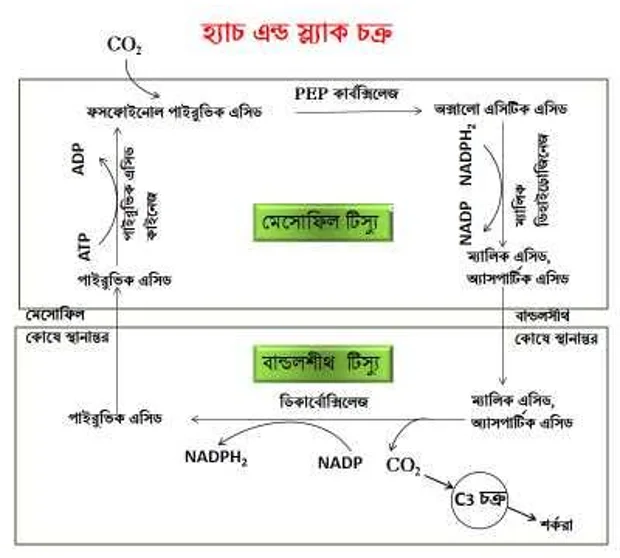 হ্যাচ এন্ড স্ল্যাক চক্র
CO₂
ফসফোইনোল পাইরুভিক এসিড
PEP কার্বক্সিলেজ
অক্সালো এসিটিক এসিড
ADP
ATP
পাইরুভিক এসিড
কাইনেজ
NADPH₂
NADP
ম্যালিক
ডিহাইড্রোজিনেজ
মেসোফিল টিস্যু
পাইরুভিক এসিড
ম্যালিক এসিড,
অ্যাসপার্টিক এসিড
মেসোফিল
কোষে স্থানান্তর
বান্ডলসীথ
কোষে স্থানান্তর
বান্ডলশীথ টিস্যু
ডিকার্বোক্সিলেজ
পাইরুভিক এসিড
ম্যালিক এসিড,
অ্যাসপার্টিক এসিড
NADPH₂
NADP
CO₂
C3 চক্র
শর্করা